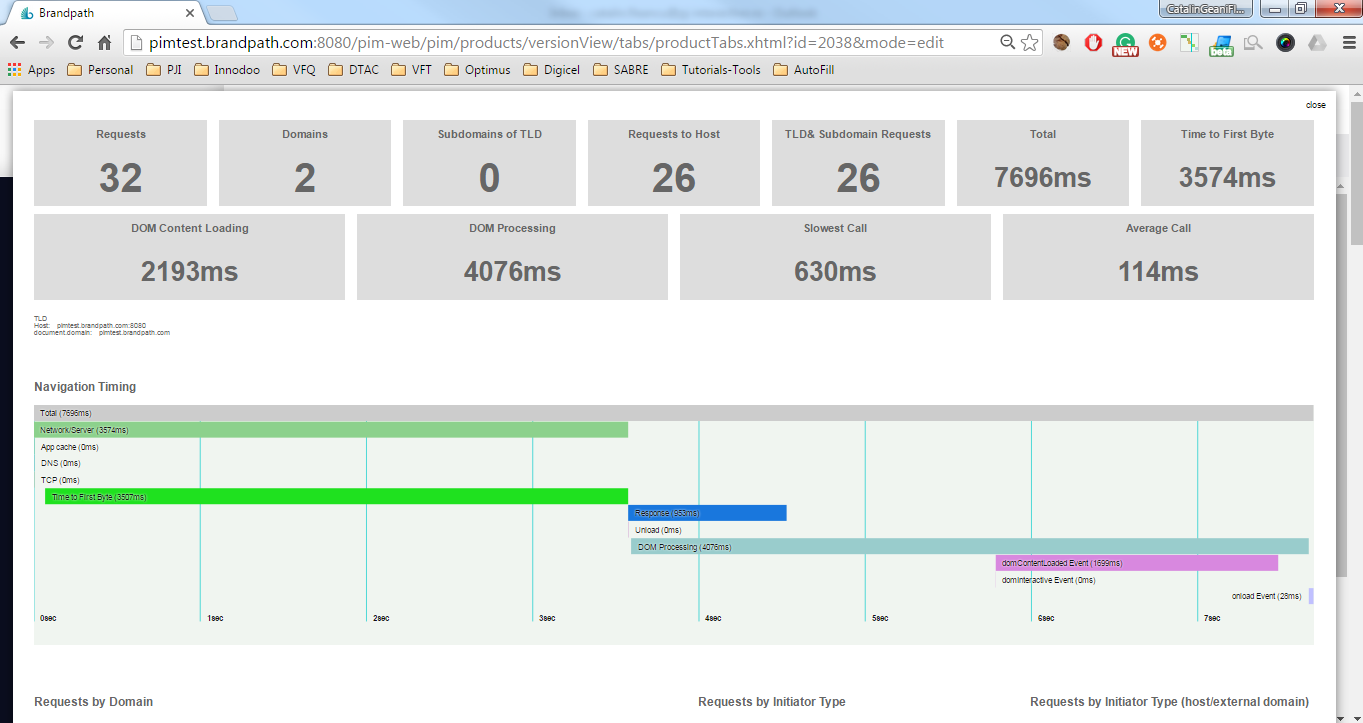 Brandpath
CatalinGeaniFl...
pimtest.brandpath.com:8080/pim-web/pim/products/versionView/tabs/productTabs.xhtml?id=2038&mode=edit
NEW
beta
Apps Personal PJI Innodoo VFQ DTAC VFT Optimus Digicel SABRE Tutorials-Tools AutoFill
close
Requests Domains Subdomains of TLD Requests to Host TLD& Subdomain Requests Total Time to First Byte
32 2 0 26 26 7696ms 3574ms
DOM Content Loading DOM Processing Slowest Call Average Call
2193ms 4076ms 630ms 114ms
TLD
Host: pimtest.brandpath.com:8080
document.domain: pimtest.brandpath.com
Navigation Timing
Total (7696ms)
Network/Server (3574ms)
App cache (0ms)
DNS (0ms)
TCP (0ms)
Time to First Byte (3507ms)
Response (953ms)
Unload (0ms)
DOM Processing (4076ms)
domContentLoaded Event (1699ms)
domInteractive Event (0ms)
onload Event (28ms)
0sec 1sec 2sec 3sec 4sec 5sec 6sec 7sec
Requests by Domain Requests by Initiator Type Requests by Initiator Type (host/external domain)